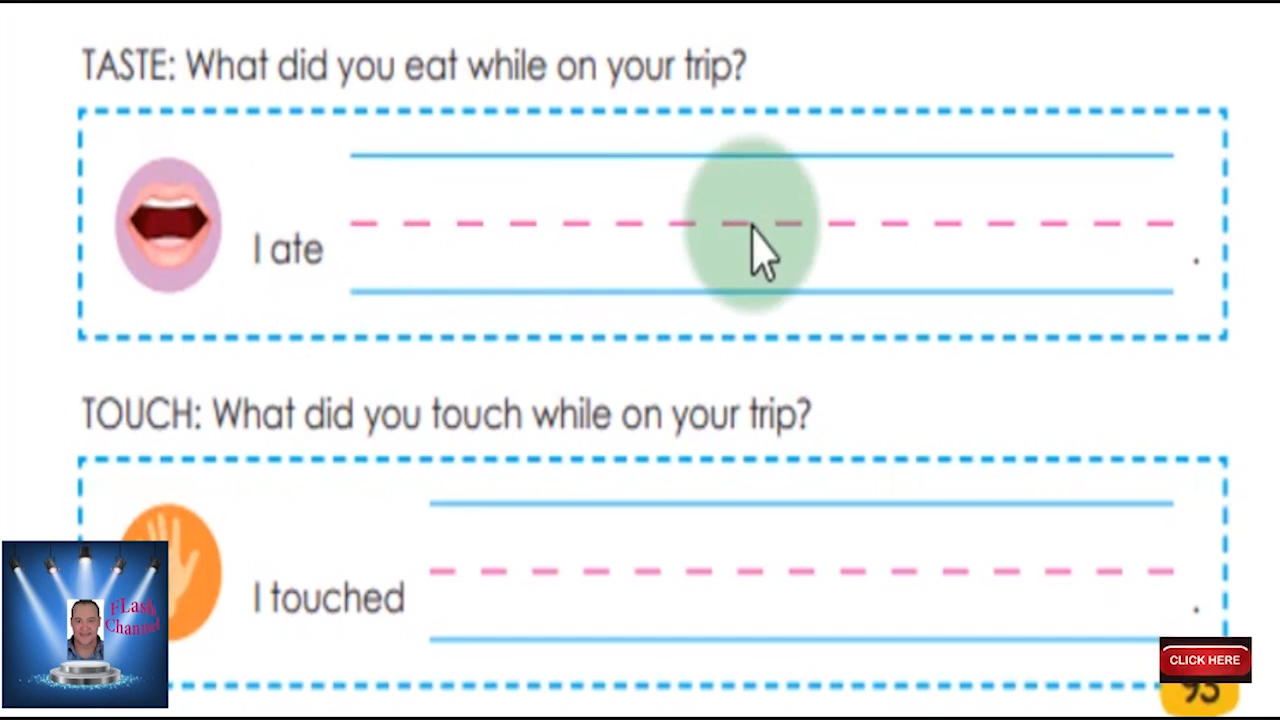 TASTE: What did you eat while on your trip?
I ate .
TOUCH: What did you touch while on your trip?
I touched .
FLash
Channel
CLICK HERE